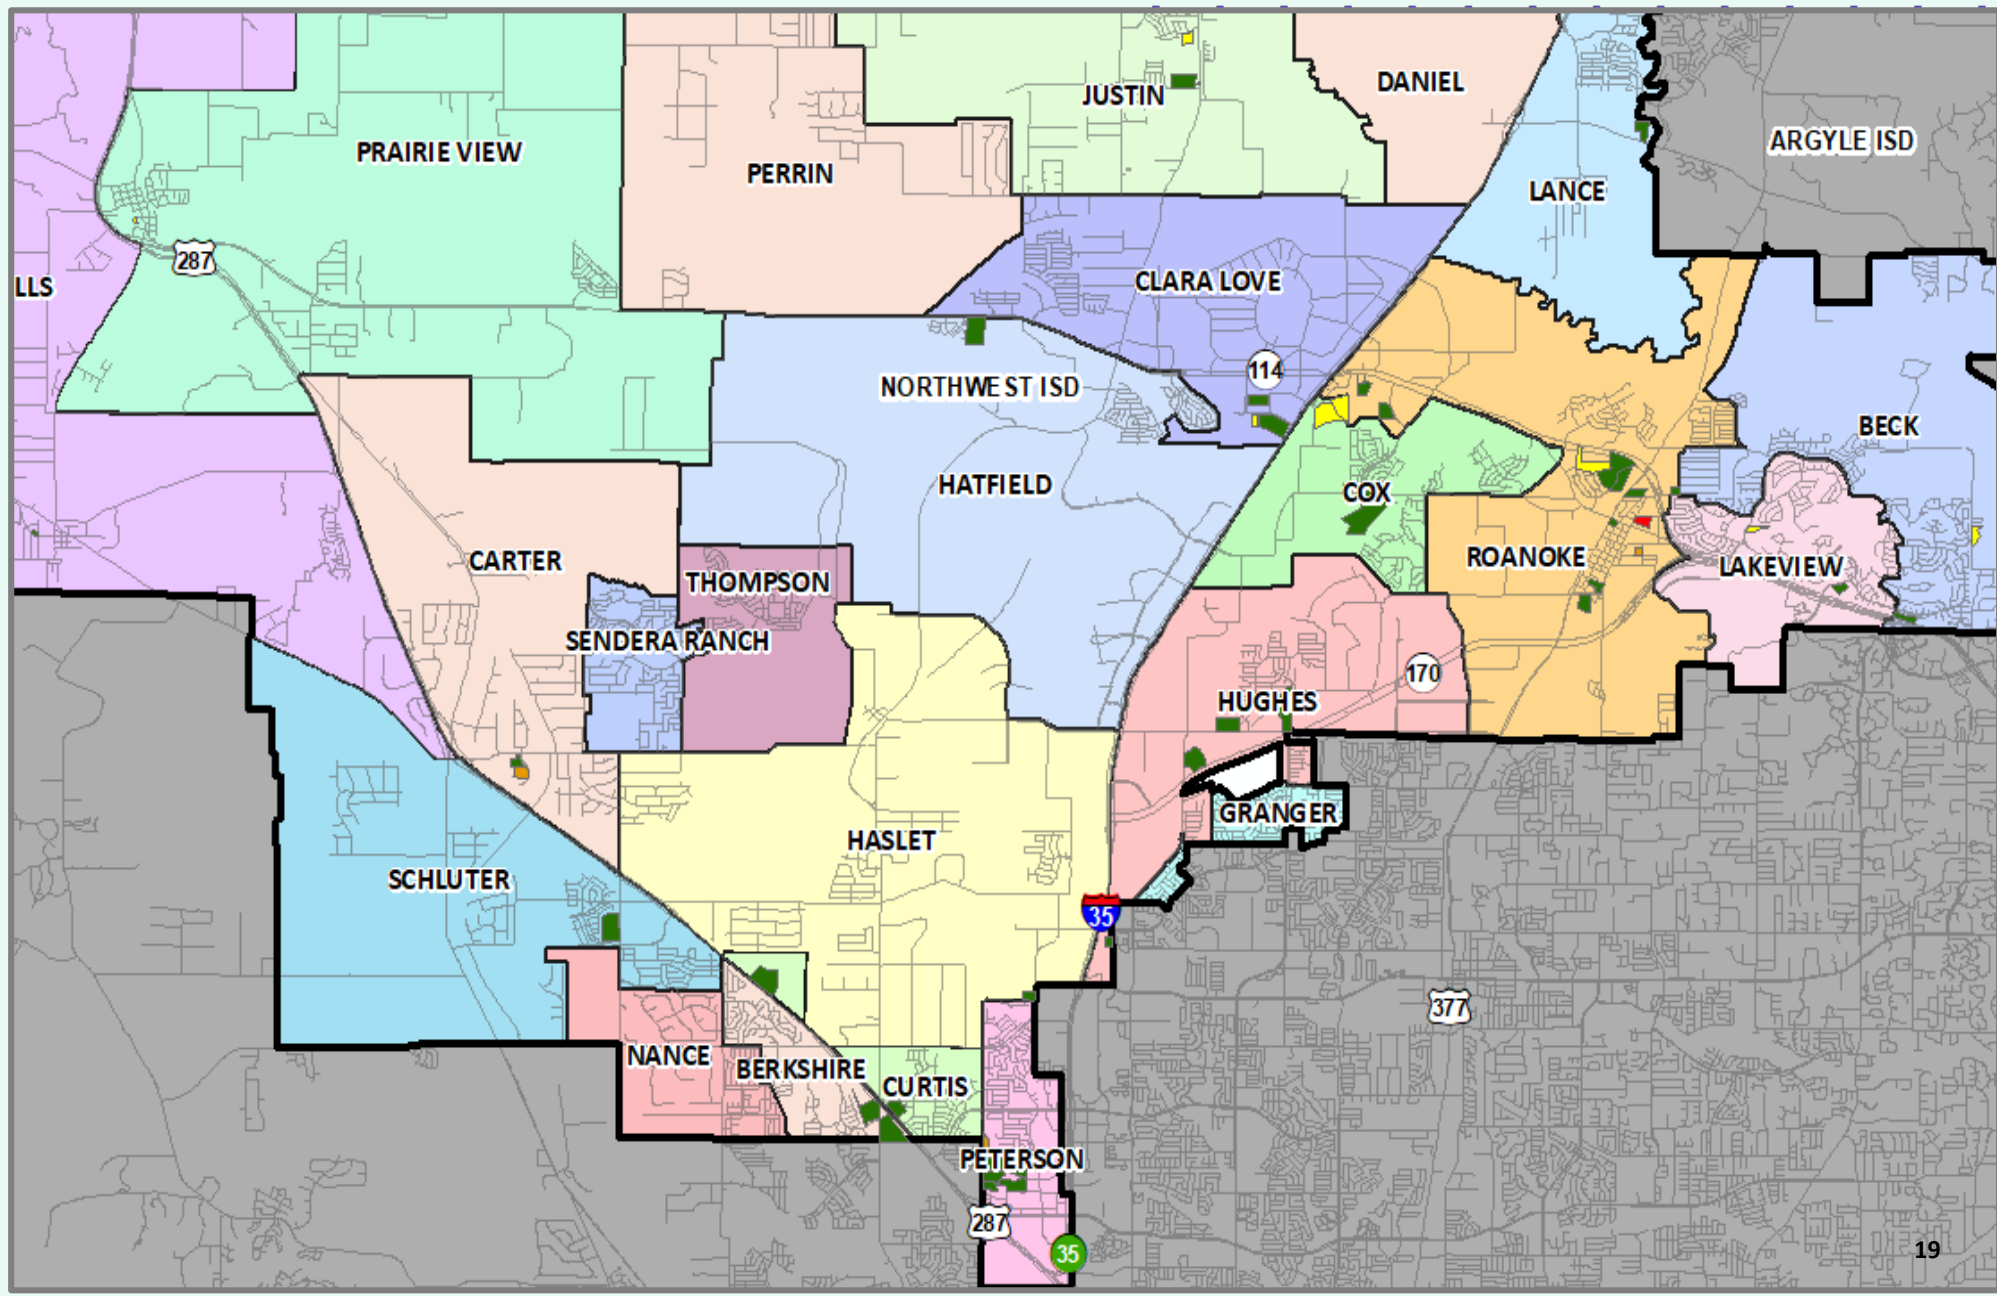 DANIEL
JUSTIN
ARGYLE ISD
PRAIRIE VIEW
PERRIN
LANCE
287
LLS
CLARA LOVE
114
NORTHWEST ISD
BECK
HATFIELD
COX
CARTER
THOMPSON
ROANOKE
LAKEVIEW
SENDERA RANCH
170
HUGHES
GRANGER
HASLET
SCHLUTER
35
377
NANCE
BERKSHIRE
CURTIS
PETERSON
287
35
19